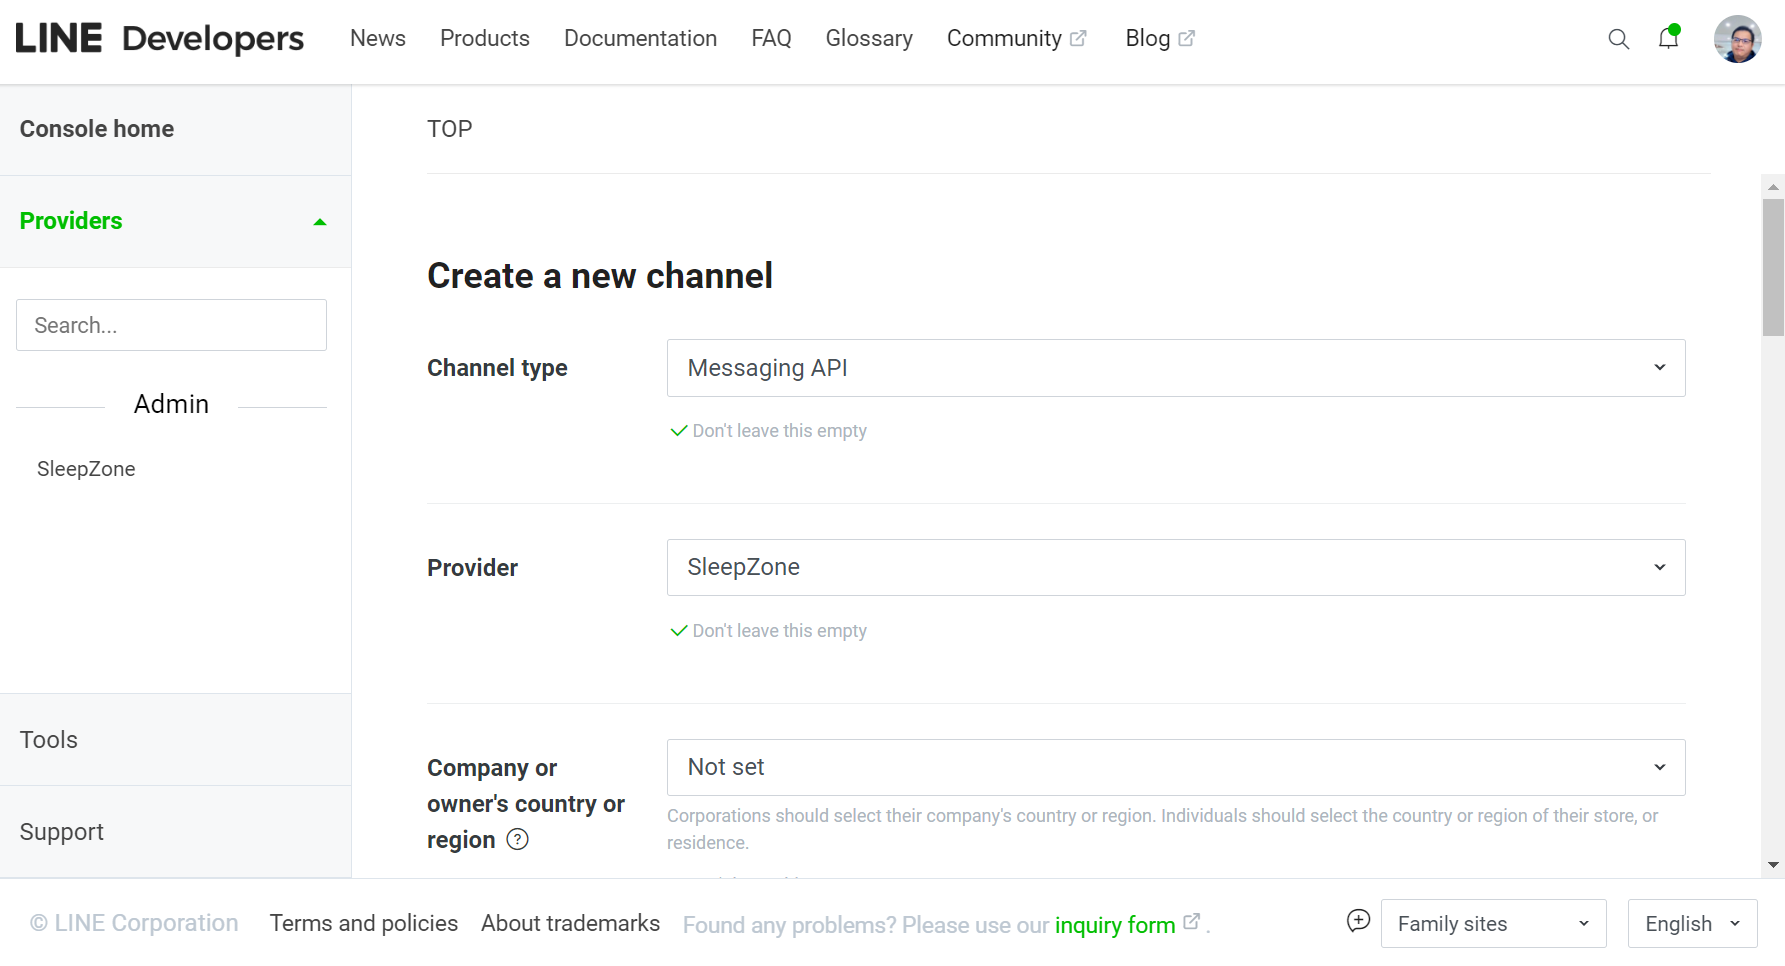 LINE Developers
News Products Documentation FAQ Glossary Community Blog
Console home
Providers
Search...
Admin
SleepZone
Tools
Support
TOP
Create a new channel
Channel type
Messaging API
Don't leave this empty
Provider
SleepZone
Don't leave this empty
Company or
owner's country or
region ?
Not set
Corporations should select their company's country or region. Individuals should select the country or region of their store, or
residence.
© LINE Corporation Terms and policies About trademarks Found any problems? Please use our inquiry form .
Family sites
English